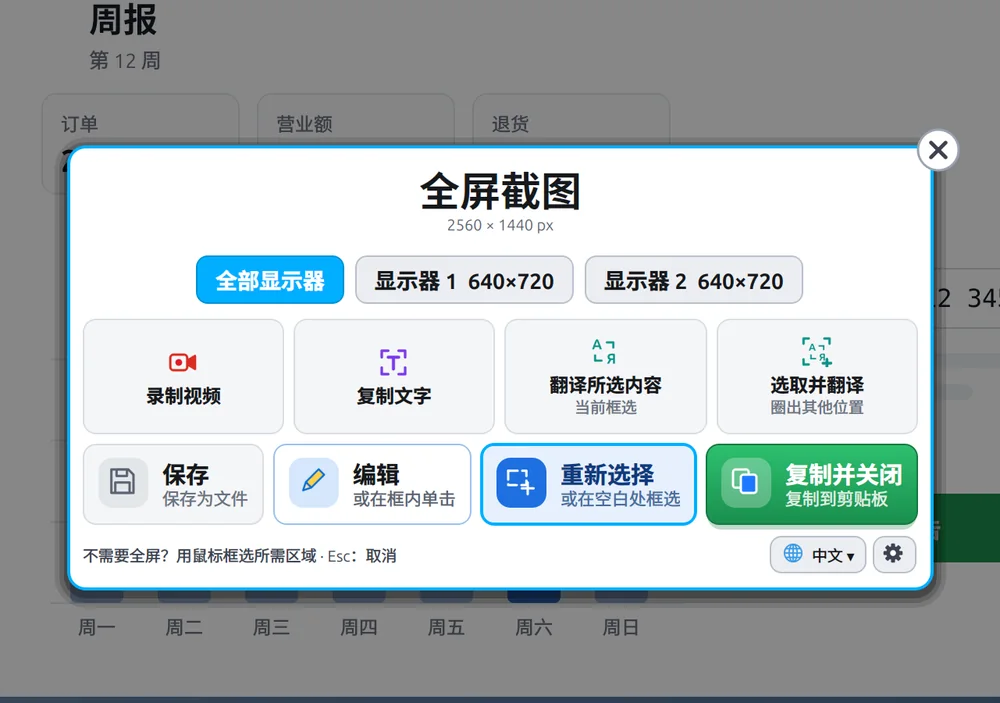 周报
第 12 周
订单
营业额
退货
全屏截图
2560 × 1440 px
全部显示器
显示器 1 640×720
显示器 2 640×720
录制视频
复制文字
翻译所选内容
当前框选
选取并翻译
圈出其他位置
保存
保存为文件
编辑
或在框内单击
重新选择
或在空白处框选
复制并关闭
复制到剪贴板
不需要全屏？用鼠标框选所需区域 · Esc：取消
中文 ▾
周一
周二
周三
周四
周五
周六
周日